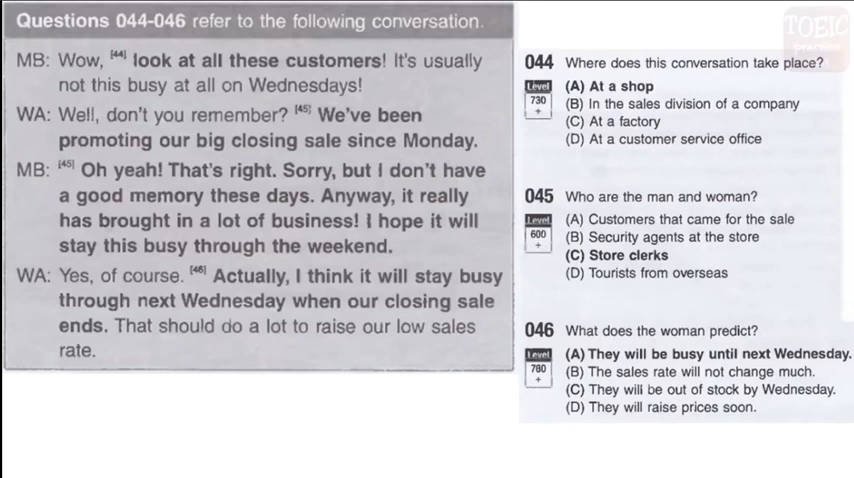 Questions 044-046 refer to the following conversation.
MB: Wow, [44] look at all these customers! It's usually
not this busy at all on Wednesdays!
WA: Well, don't you remember? [45] We've been
promoting our big closing sale since Monday.
MB: [45] Oh yeah! That's right. Sorry, but I don't have
a good memory these days. Anyway, it really
has brought in a lot of business! I hope it will
stay this busy through the weekend.
WA: Yes, of course. [46] Actually, I think it will stay busy
through next Wednesday when our closing sale
ends. That should do a lot to raise our low sales
rate.
TOEIC
practice
044 Where does this conversation take place?
Level
730
+
(A) At a shop
(B) In the sales division of a company
(C) At a factory
(D) At a customer service office
045 Who are the man and woman?
Level
600
+
(A) Customers that came for the sale
(B) Security agents at the store
(C) Store clerks
(D) Tourists from overseas
046 What does the woman predict?
Level
760
+
(A) They will be busy until next Wednesday.
(B) The sales rate will not change much.
(C) They will be out of stock by Wednesday.
(D) They will raise prices soon.